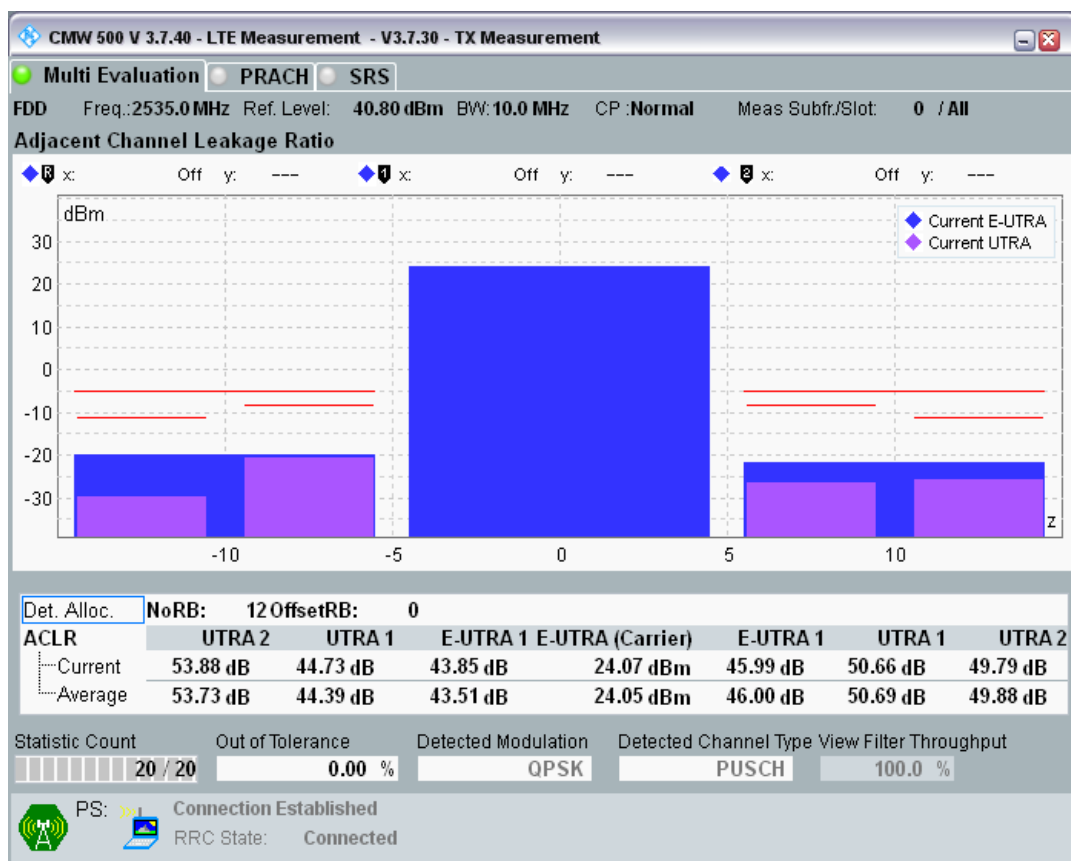 CMW 500 V 3.7.40 - LTE Measurement - V3.7.30 - TX Measurement
Multi Evaluation PRACH SRS
FDD Freq.:2535.0 MHz Ref. Level: 40.80 dBm BW:10.0 MHz CP :Normal Meas Subfr./Slot: 0 / All
Adjacent Channel Leakage Ratio
R x: Off y: --- 1 x: Off y: --- 2 x: Off y: ---
dBm
Current E-UTRA
Current UTRA
30
20
10
0
-10
-20
-30
z
-10 -5 0 5 10
Det. Alloc. NoRB: 12 OffsetRB: 0
ACLR UTRA 2 UTRA 1 E-UTRA 1 E-UTRA (Carrier) E-UTRA 1 UTRA 1 UTRA 2
Current 53.88 dB 44.73 dB 43.85 dB 24.07 dBm 45.99 dB 50.66 dB 49.79 dB
Average 53.73 dB 44.39 dB 43.51 dB 24.05 dBm 46.00 dB 50.69 dB 49.88 dB
Statistic Count Out of Tolerance Detected Modulation Detected Channel Type View Filter Throughput
20 / 20 0.00 % QPSK PUSCH 100.0 %
PS: Connection Established
RRC State: Connected